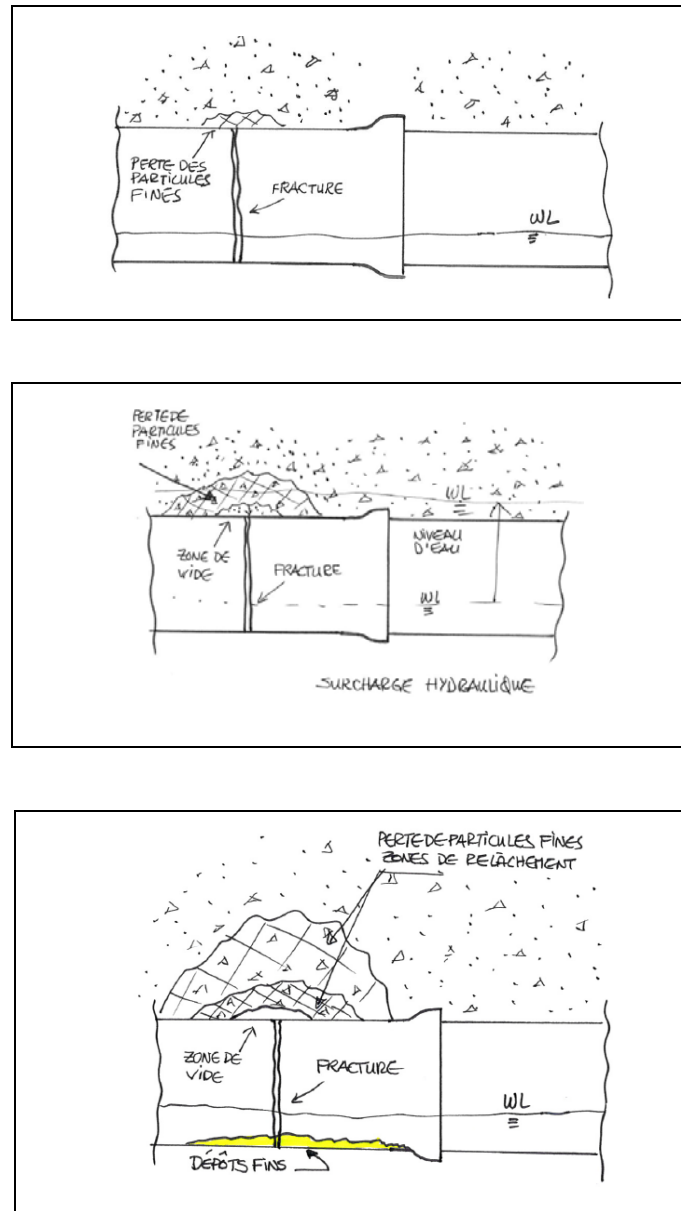 PERTE DES
PARTICULES
FINES
FRACTURE
WL
PERTE DE
PARTICULES
FINES
WL
NIVEAU
D'EAU
ZONE DE
VIDE
FRACTURE
WL
SURCHARGE HYDRAULIQUE
PERTE DE PARTICULES FINES
ZONES DE RELÂCHEMENT
ZONE DE
VIDE
FRACTURE
WL
DÉPÔTS FINS